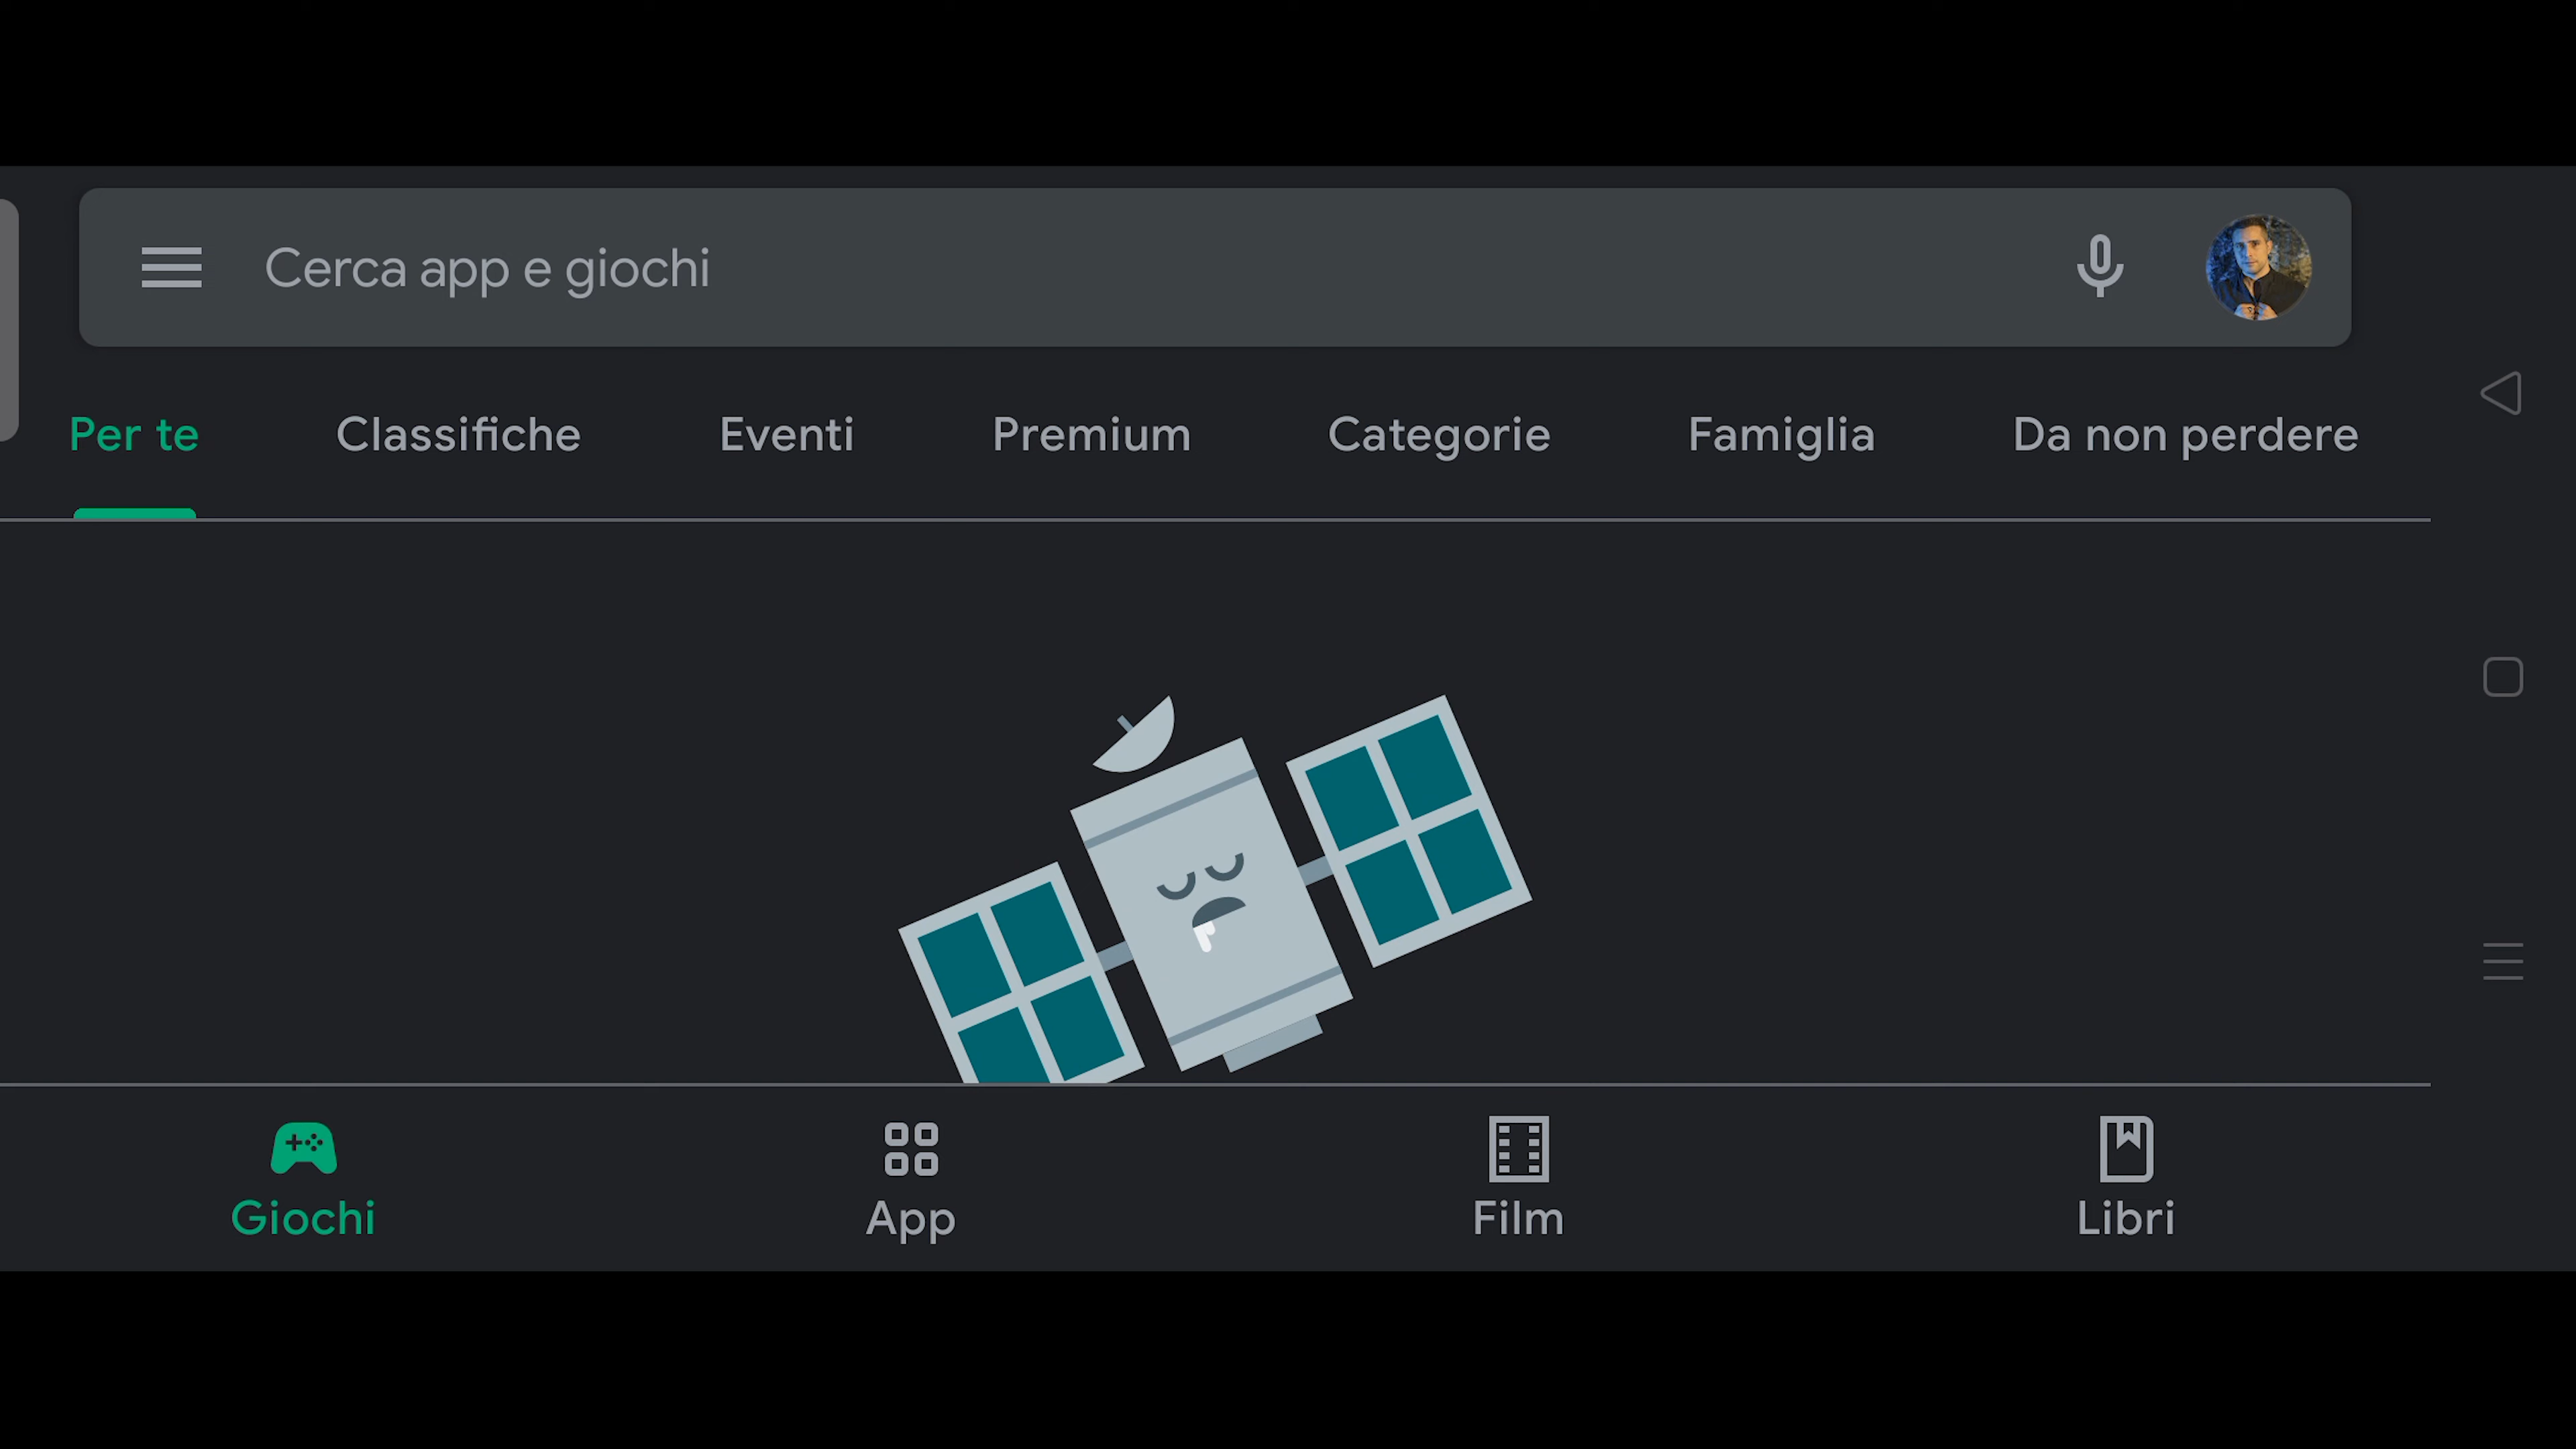 Cerca app e giochi
Per te Classifiche Eventi Premium Categorie Famiglia Da non perdere
Giochi App Film Libri